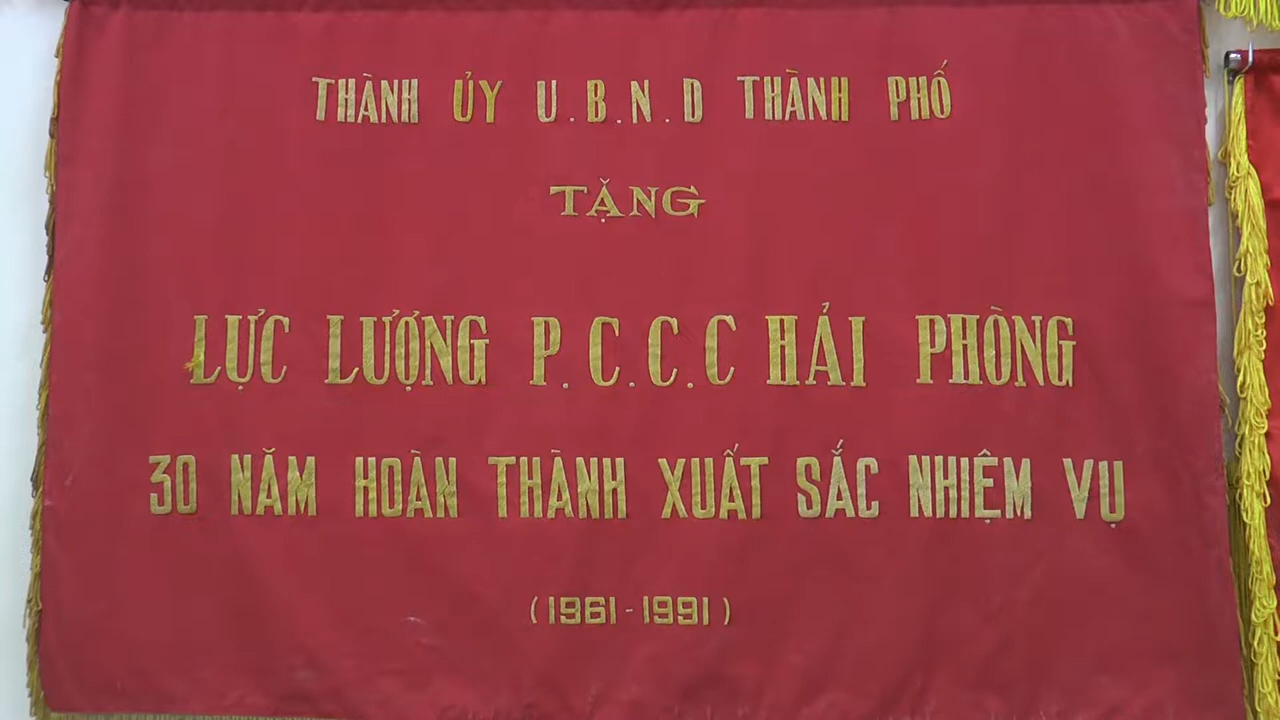 THÀNH ỦY U.B.N.D THÀNH PHỐ
TẶNG
LỰC LƯỢNG P.C.C.C HẢI PHÒNG
30 NĂM HOÀN THÀNH XUẤT SẮC NHIỆM VỤ
(1961-1991)